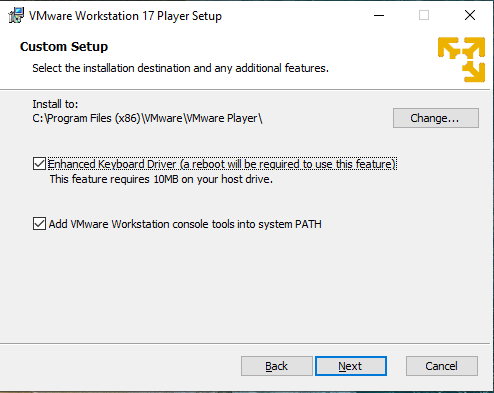 VMware Workstation 17 Player Setup
Custom Setup
Select the installation destination and any additional features.
Install to:
C:\Program Files (x86)\VMware\VMware Player\
Change...
Enhanced Keyboard Driver (a reboot will be required to use this feature)
This feature requires 10MB on your host drive.
Add VMware Workstation console tools into system PATH
Back
Next
Cancel